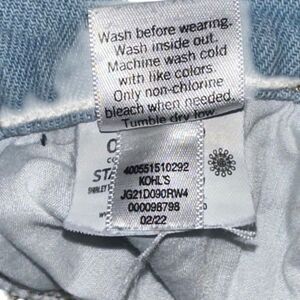 Wash before wearing.
Wash inside out.
Machine wash cold
with like colors
Only non-chlorine
bleach when needed.
Tumble dry low
400551510292
KOHL'S
JG21D090RW4
000098798
02/22